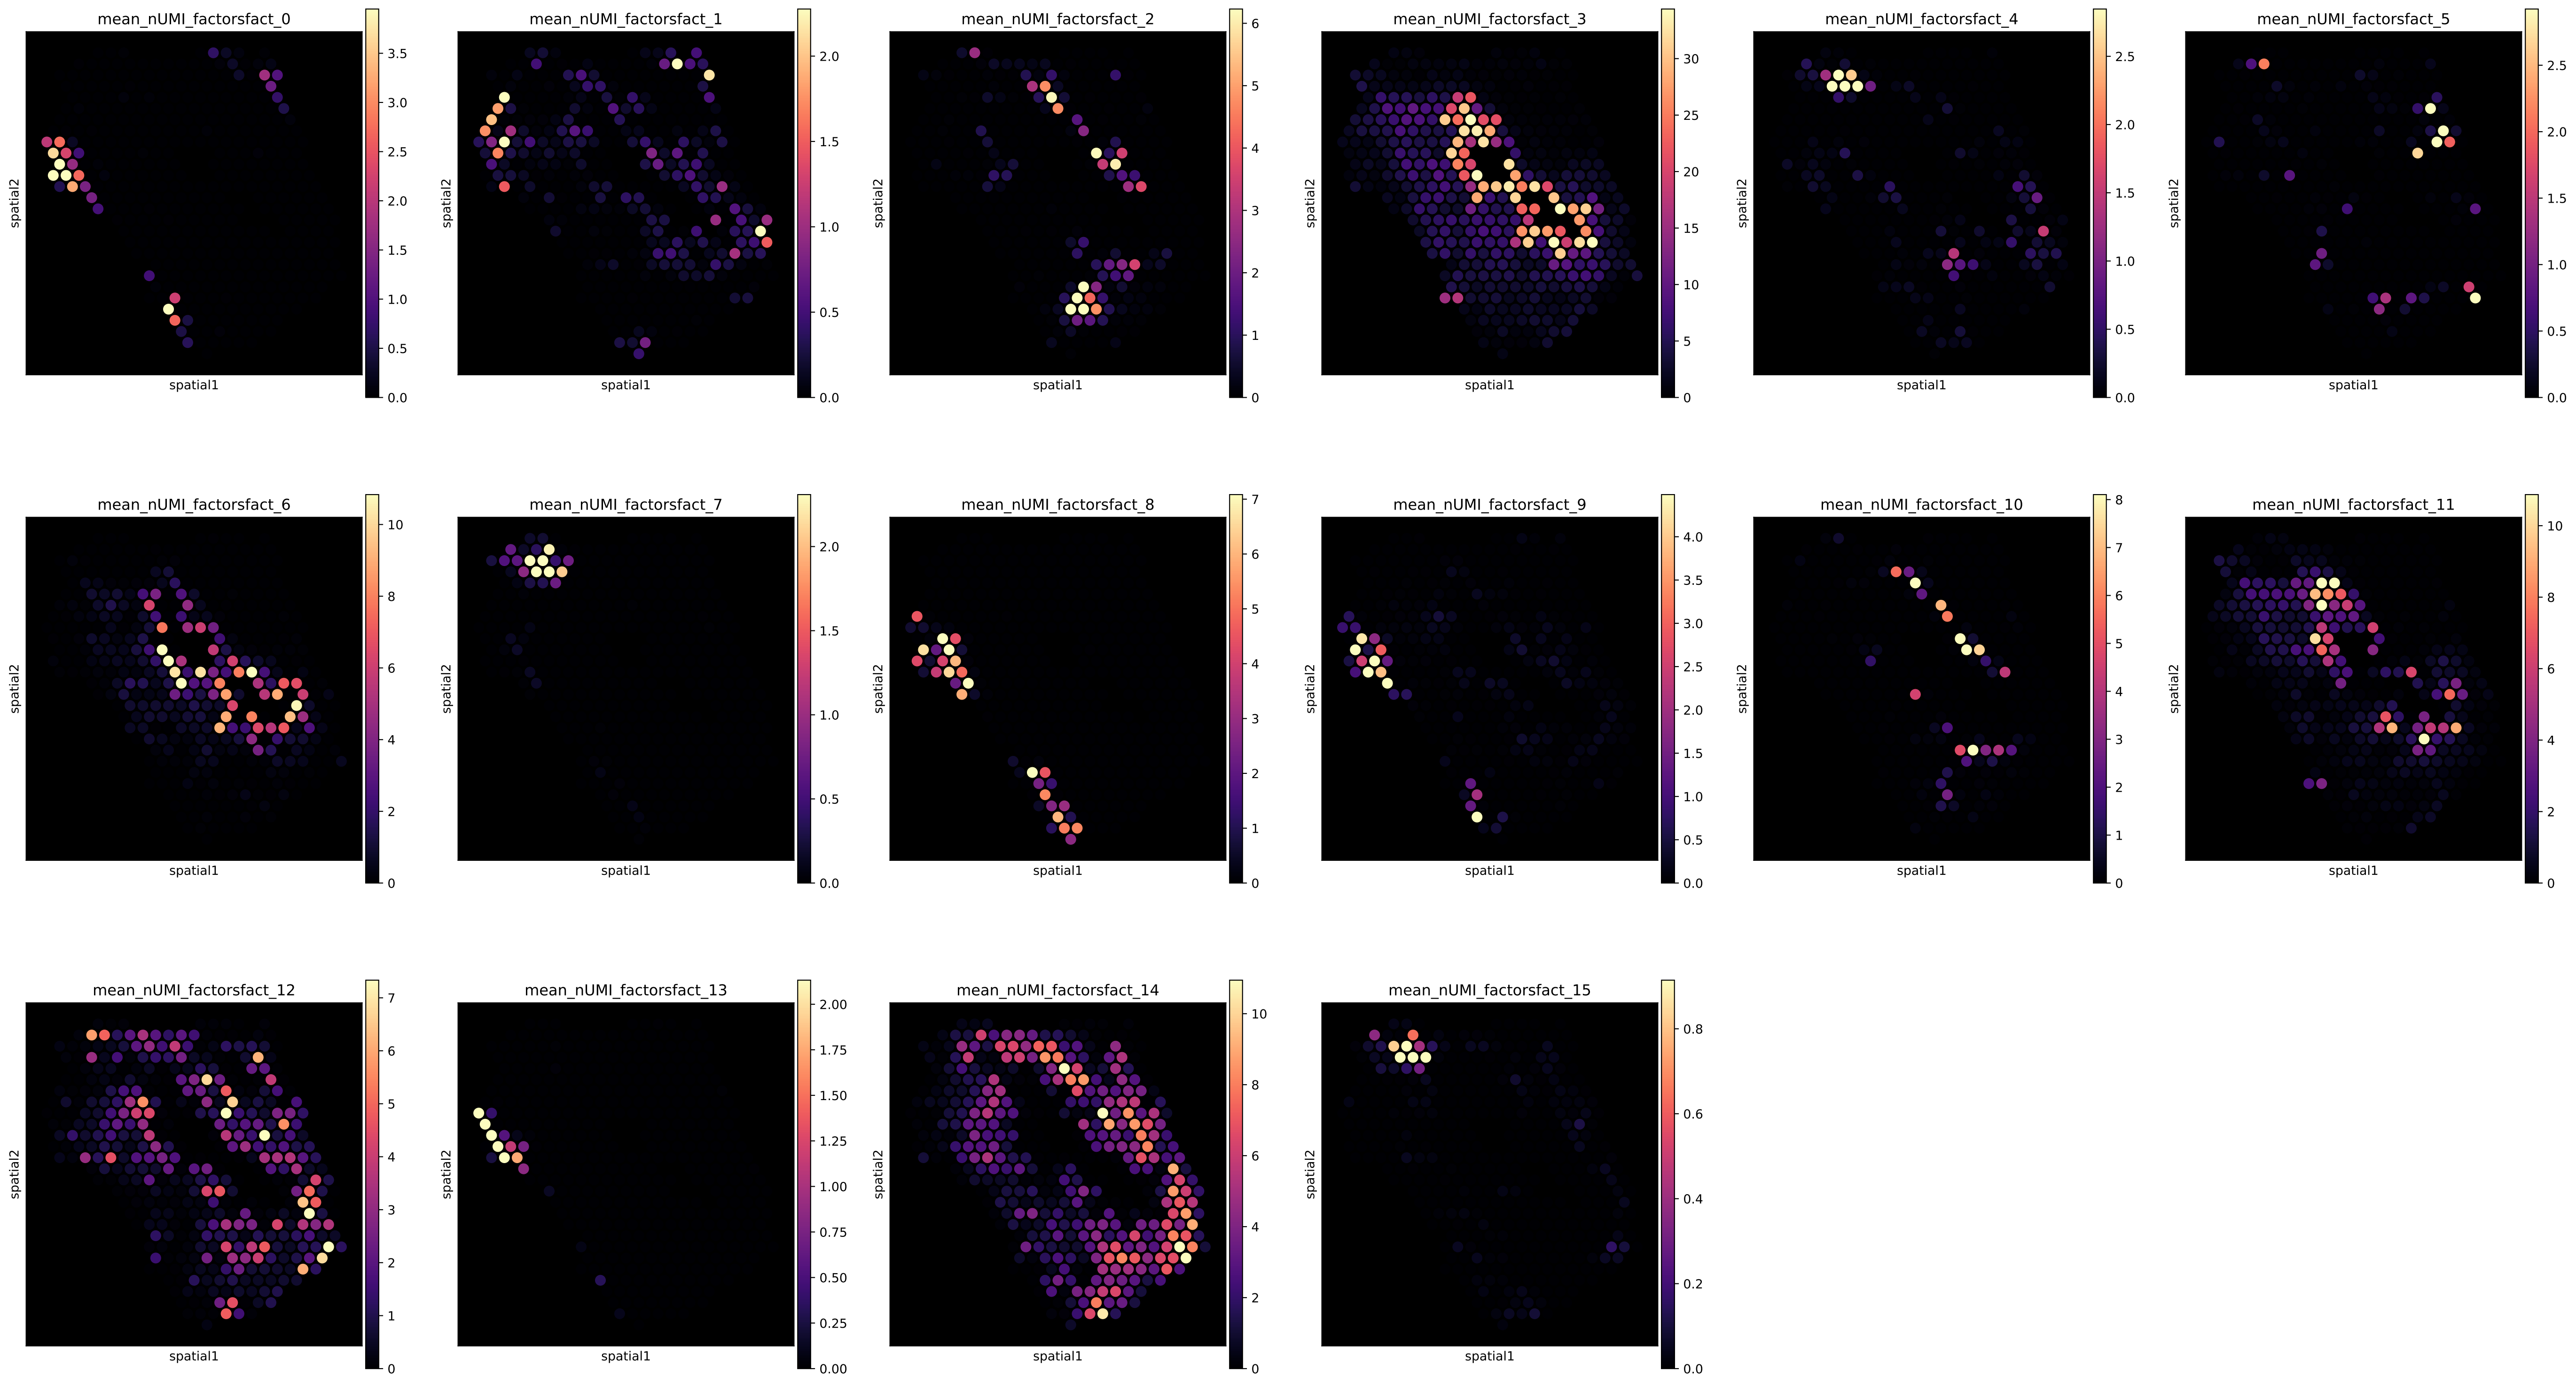 mean_nUMI_factorsfact_0
mean_nUMI_factorsfact_1
mean_nUMI_factorsfact_2
mean_nUMI_factorsfact_3
mean_nUMI_factorsfact_4
mean_nUMI_factorsfact_5
spatial2
spatial1
0.0
0.5
1.0
1.5
2.0
2.5
3.0
3.5
spatial2
spatial1
0.0
0.5
1.0
1.5
2.0
spatial2
spatial1
0
1
2
3
4
5
6
spatial2
spatial1
0
5
10
15
20
25
30
spatial2
spatial1
0.0
0.5
1.0
1.5
2.0
2.5
spatial2
spatial1
0.0
0.5
1.0
1.5
2.0
2.5
mean_nUMI_factorsfact_6
mean_nUMI_factorsfact_7
mean_nUMI_factorsfact_8
mean_nUMI_factorsfact_9
mean_nUMI_factorsfact_10
mean_nUMI_factorsfact_11
spatial2
spatial1
0
2
4
6
8
10
spatial2
spatial1
0.0
0.5
1.0
1.5
2.0
spatial2
spatial1
0
1
2
3
4
5
6
7
spatial2
spatial1
0.0
0.5
1.0
1.5
2.0
2.5
3.0
3.5
4.0
spatial2
spatial1
0
1
2
3
4
5
6
7
8
spatial2
spatial1
0
2
4
6
8
10
mean_nUMI_factorsfact_12
mean_nUMI_factorsfact_13
mean_nUMI_factorsfact_14
mean_nUMI_factorsfact_15
spatial2
spatial1
0
1
2
3
4
5
6
7
spatial2
spatial1
0.00
0.25
0.50
0.75
1.00
1.25
1.50
1.75
2.00
spatial2
spatial1
0
2
4
6
8
10
spatial2
spatial1
0.0
0.2
0.4
0.6
0.8